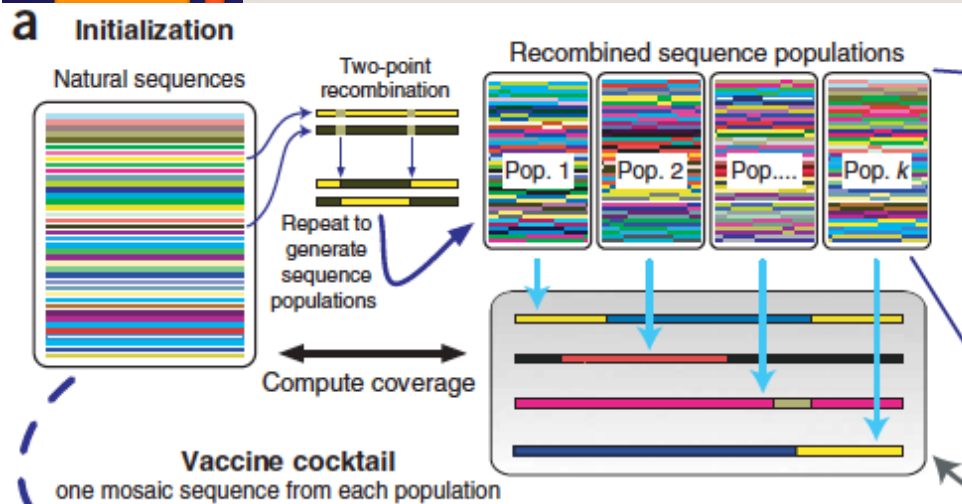 a Initialization
Natural sequences
Two-point
recombination
Repeat to
generate
sequence
populations
Recombined sequence populations
Pop. 1
Pop. 2
Pop....
Pop. k
Compute coverage
Vaccine cocktail
one mosaic sequence from each population